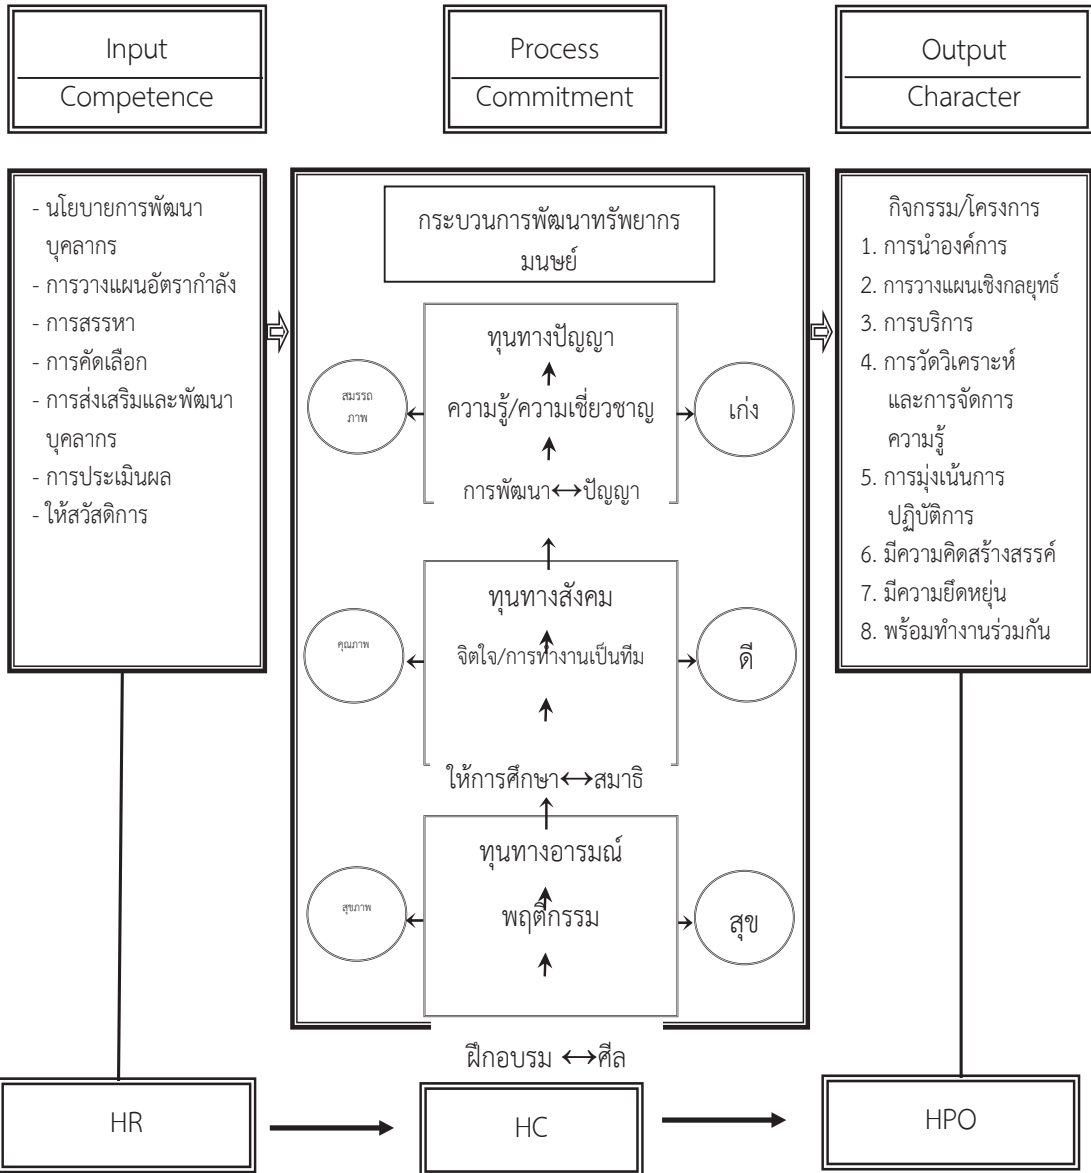 Input
Competence
Process
Commitment
Output
Character
- นโยบายการพัฒนา
บุคลากร
- การวางแผนอัตรากำลัง
- การสรรหา
- การคัดเลือก
- การส่งเสริมและพัฒนา
บุคลากร
- การประเมินผล
- ให้สวัสดิการ
กระบวนการพัฒนาทรัพยากร
มนษย์
ทุนทางปัญญา
สมรรถ
ภาพ
ความรู้/ความเชี่ยวชาญ
เก่ง
การพัฒนา↔ปัญญา
ทุนทางสังคม
คุณภาพ
จิตใจ/การทำงานเป็นทีม
ดี
ให้การศึกษา↔สมาธิ
ทุนทางอารมณ์
สุขภาพ
พฤติกรรม
สุข
ฝึกอบรม ↔ศีล
กิจกรรม/โครงการ
1. การนำองค์การ
2. การวางแผนเชิงกลยุทธ์
3. การบริการ
4. การวัดวิเคราะห์
และการจัดการ
ความรู้
5. การมุ่งเน้นการ
ปฏิบัติการ
6. มีความคิดสร้างสรรค์
7. มีความยึดหยุ่น
8. พร้อมทำงานร่วมกัน
HR
HC
HPO